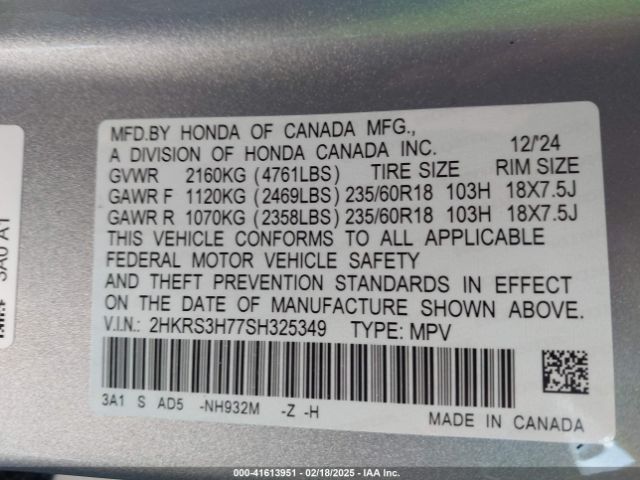 MFD.BY HONDA OF CANADA MFG.,
A DIVISION OF HONDA CANADA INC. 12/'24
GVWR 2160KG (4761LBS) TIRE SIZE RIM SIZE
GAWR F 1120KG (2469LBS) 235/60R18 103H 18X7.5J
GAWR R 1070KG (2358LBS) 235/60R18 103H 18X7.5J
THIS VEHICLE CONFORMS TO ALL APPLICABLE
FEDERAL MOTOR VEHICLE SAFETY
AND THEFT PREVENTION STANDARDS IN EFFECT
ON THE DATE OF MANUFACTURE SHOWN ABOVE.
V.I.N.: 2HKRS3H77SH325349 TYPE: MPV
3A1 S AD5 -NH932M -Z -H
MADE IN CANADA
3A0 A1
000-41613951 - 02/18/2025 - IAA Inc.